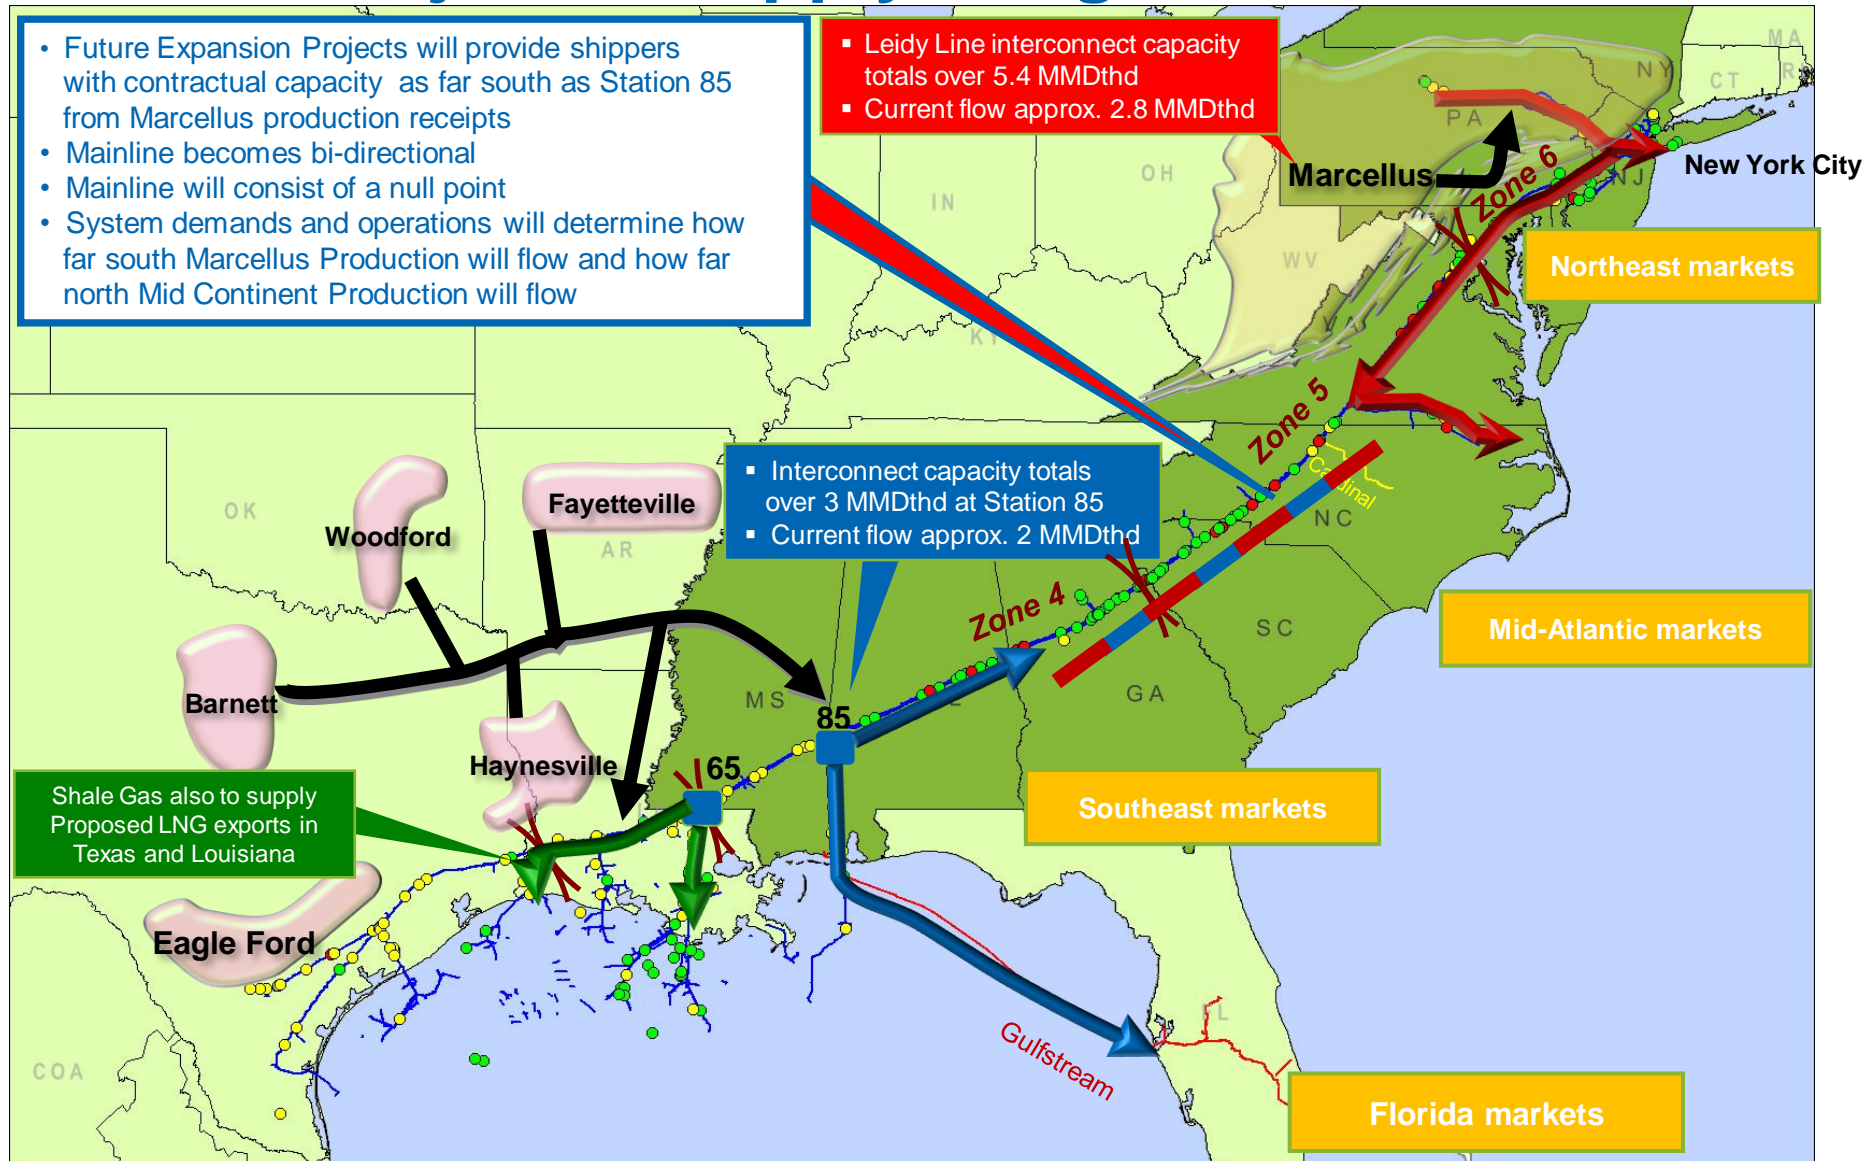 • Future Expansion Projects will provide shippers
with contractual capacity as far south as Station 85
from Marcellus production receipts
• Mainline becomes bi-directional
• Mainline will consist of a null point
• System demands and operations will determine how
far south Marcellus Production will flow and how far
north Mid Continent Production will flow
▪ Leidy Line interconnect capacity
totals over 5.4 MMDthd
▪ Current flow approx. 2.8 MMDthd
MA
NY
CT
PA
OH
Marcellus
Zone 6
New York City
NJ
IN
WV
Northeast markets
VA
KY
Zone 5
▪ Interconnect capacity totals
over 3 MMDthd at Station 85
▪ Current flow approx. 2 MMDthd
Cardinal
NC
OK
Woodford
Fayetteville
AR
Zone 4
SC
Mid-Atlantic markets
Barnett
MS
GA
85
Haynesville
65
Southeast markets
Shale Gas also to supply
Proposed LNG exports in
Texas and Louisiana
Eagle Ford
FL
Gulfstream
COA
Florida markets